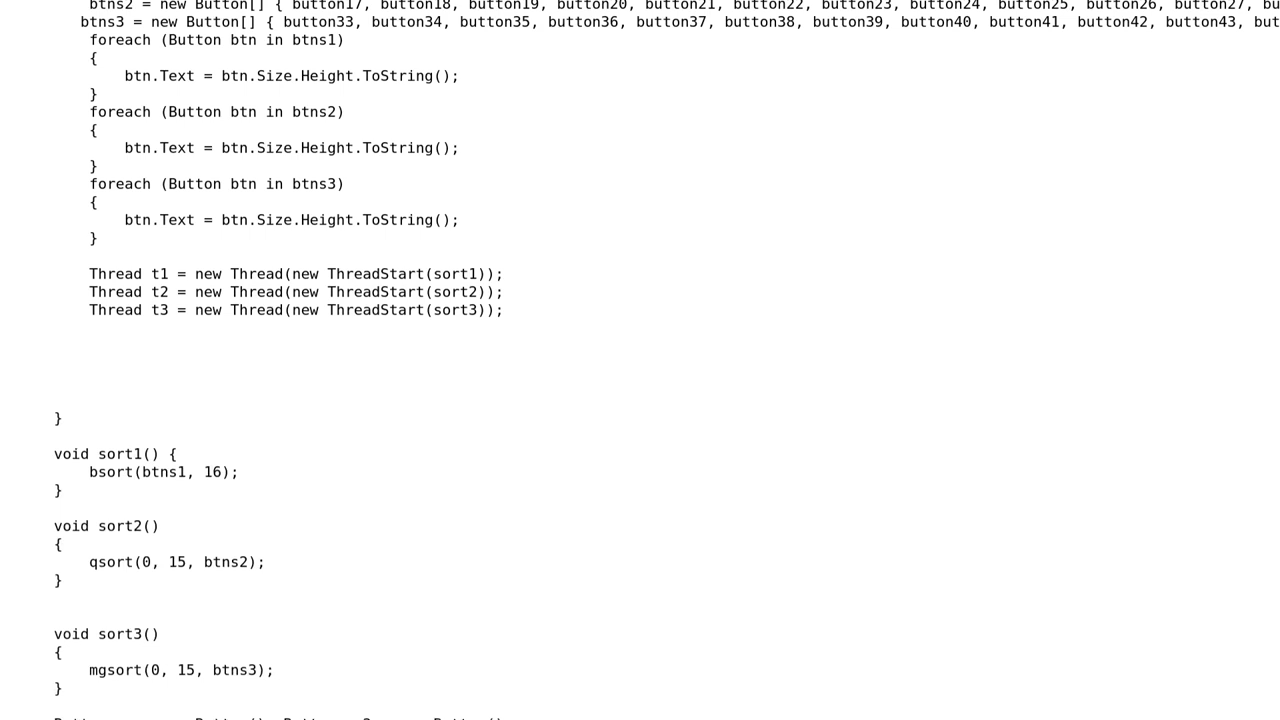 btns2 = new Button[] { button17, button18, button19, button20, button21, button22, button23, button24, button25, button26, button27, bu
btns3 = new Button[] { button33, button34, button35, button36, button37, button38, button39, button40, button41, button42, button43, but
foreach (Button btn in btns1)
{
btn.Text = btn.Size.Height.ToString();
}
foreach (Button btn in btns2)
{
btn.Text = btn.Size.Height.ToString();
}
foreach (Button btn in btns3)
{
btn.Text = btn.Size.Height.ToString();
}
Thread t1 = new Thread(new ThreadStart(sort1));
Thread t2 = new Thread(new ThreadStart(sort2));
Thread t3 = new Thread(new ThreadStart(sort3));
}
void sort1() {
bsort(btns1, 16);
}
void sort2()
{
qsort(0, 15, btns2);
}
void sort3()
{
mgsort(0, 15, btns3);
}